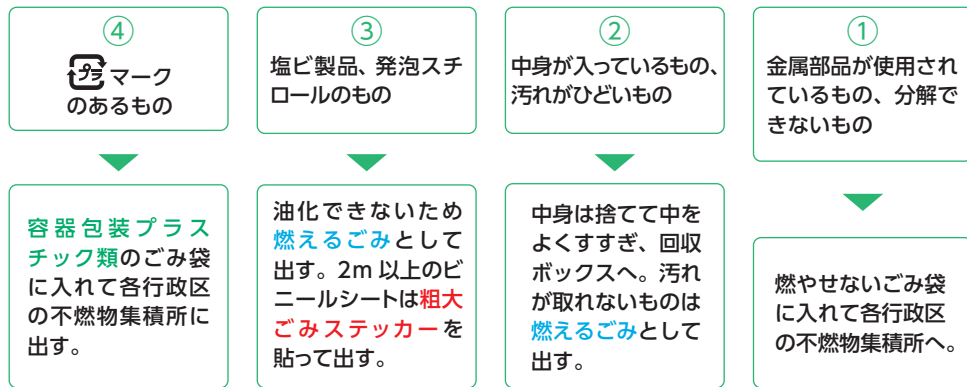 ①
金属部品が使用され
ているもの、分解で
きないもの
燃やせないごみ袋
に入れて各行政区
の不燃物集積所へ。
②
中身が入っているもの、
汚れがひどいもの
中身は捨てて中を
よくすすぎ、回収
ボックスへ。汚れ
が取れないものは
燃えるごみとして
出す。
③
塩ビ製品、発泡スチ
ロールのもの
油化できないため
燃えるごみとして
出す。2m 以上のビ
ニールシートは粗大
ごみステッカーを
貼って出す。
④
プラ マーク
のあるもの
容器包装プラス
チック類のごみ袋
に入れて各行政区
の不燃物集積所に
出す。